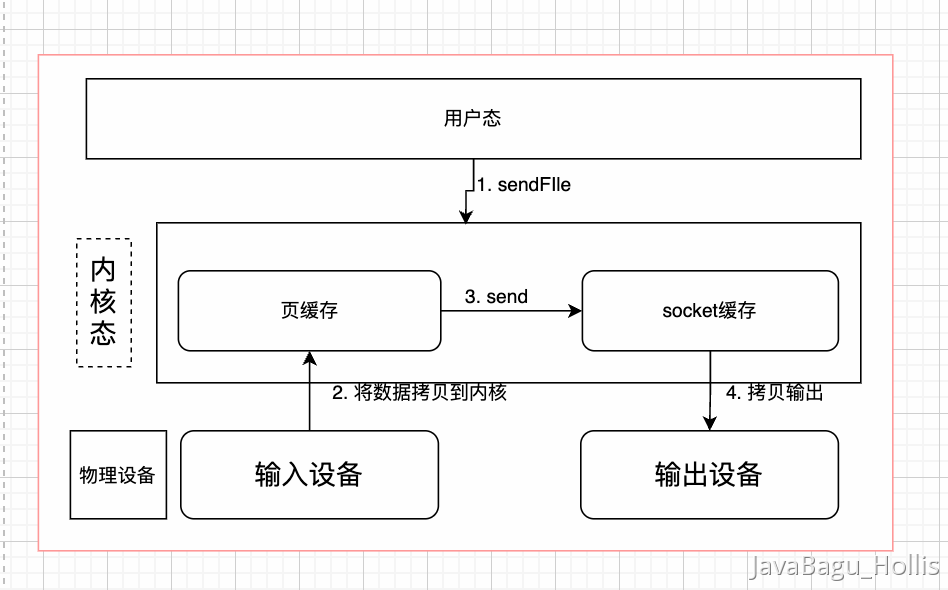 用户态
1. sendFIle
内
核
态
页缓存
3. send
socket缓存
2. 将数据拷贝到内核
4. 拷贝输出
物理设备
输入设备
输出设备
JavaBagu_Hollis